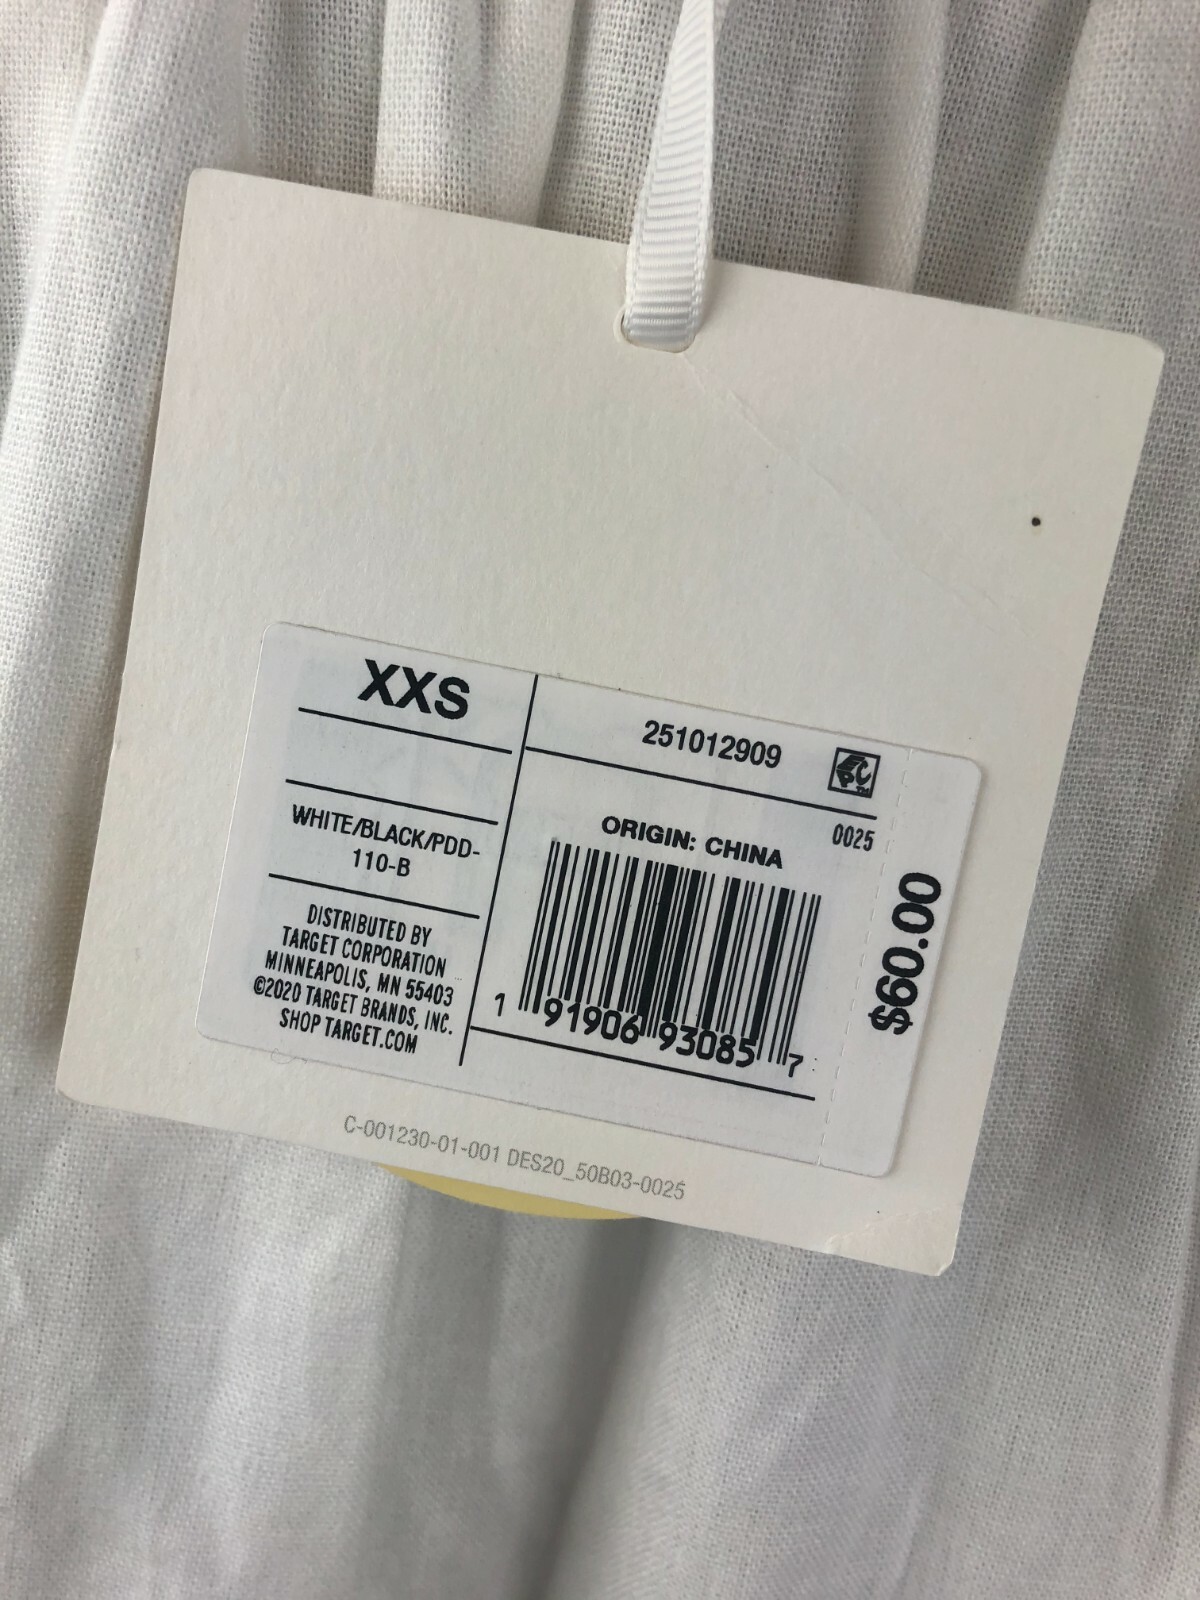 XXS
WHITE/BLACK/PDD-
110-B
DISTRIBUTED BY
TARGET CORPORATION
MINNEAPOLIS, MN 55403
©2020 TARGET BRANDS, INC.
SHOP TARGET.COM
251012909
0025
ORIGIN: CHINA
1 91906 93085 7
$60.00
C-001230-01-001 DES20_50B03-0025